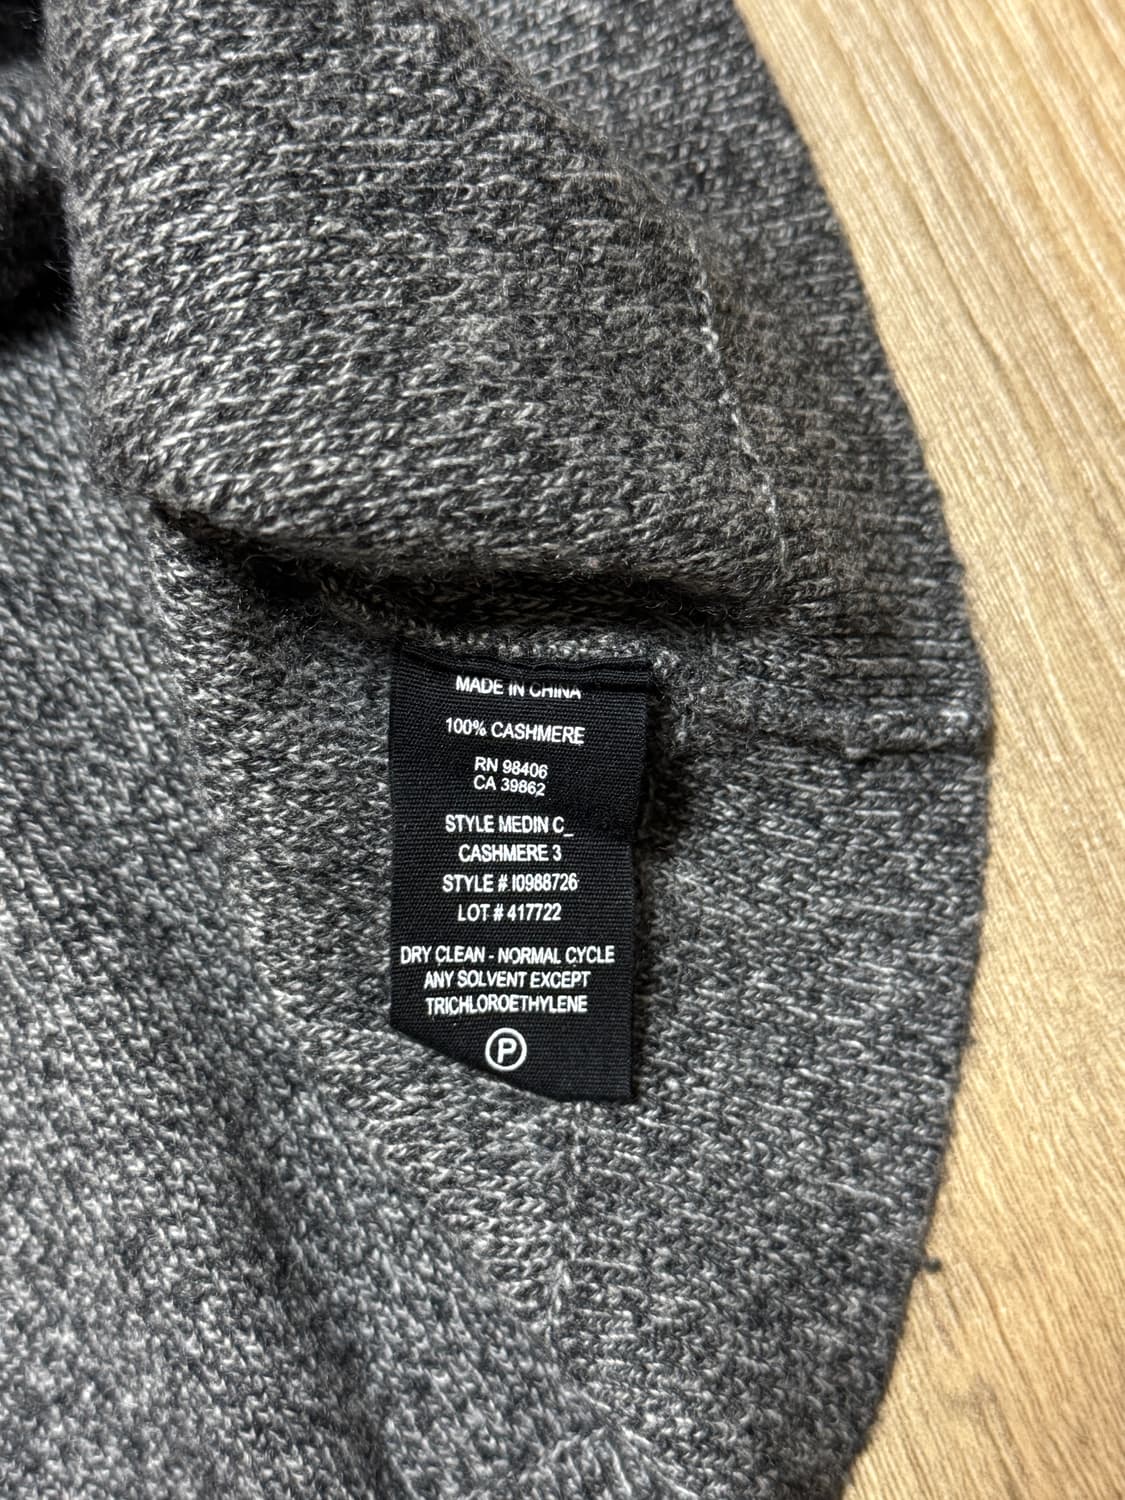 MADE IN CHINA
100% CASHMERE
RN 98406
CA 39862
STYLE MEDIN C_
CASHMERE 3
STYLE # I0988726
LOT # 417722
DRY CLEAN - NORMAL CYCLE
ANY SOLVENT EXCEPT
TRICHLOROETHYLENE
P